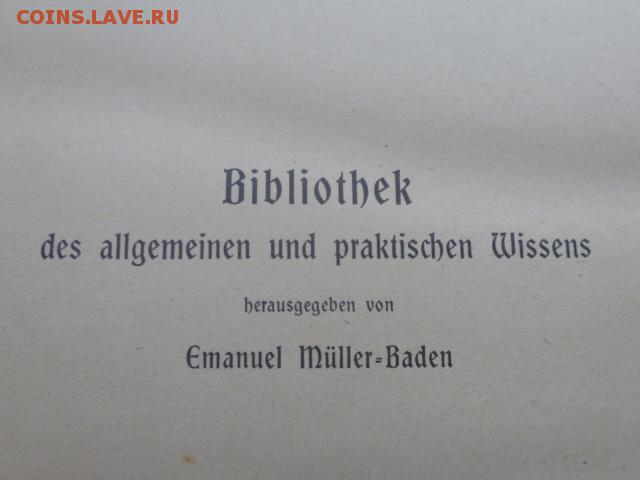 COINS.LAVE.RU
Bibliothek
des allgemeinen und praktischen Wissens
herausgegeben von
Emanuel Müller-Baden